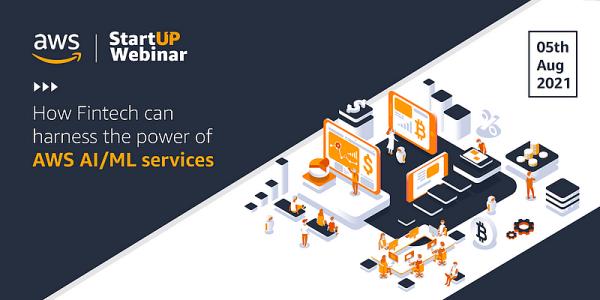 aws
StartUP
Webinar
How Fintech can
harness the power of
AWS AI/ML services
05th
Aug
2021
$
%
$